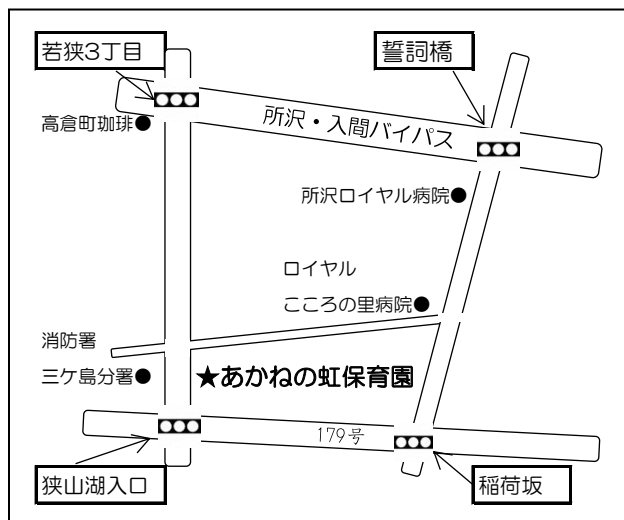 若狭3丁目
誓詞橋
高倉町珈琲●
所沢・入間バイパス
所沢ロイヤル病院●
ロイヤル
こころの里病院●
消防署
三ケ島分署●
★あかねの虹保育園
179号
狭山湖入口
稲荷坂